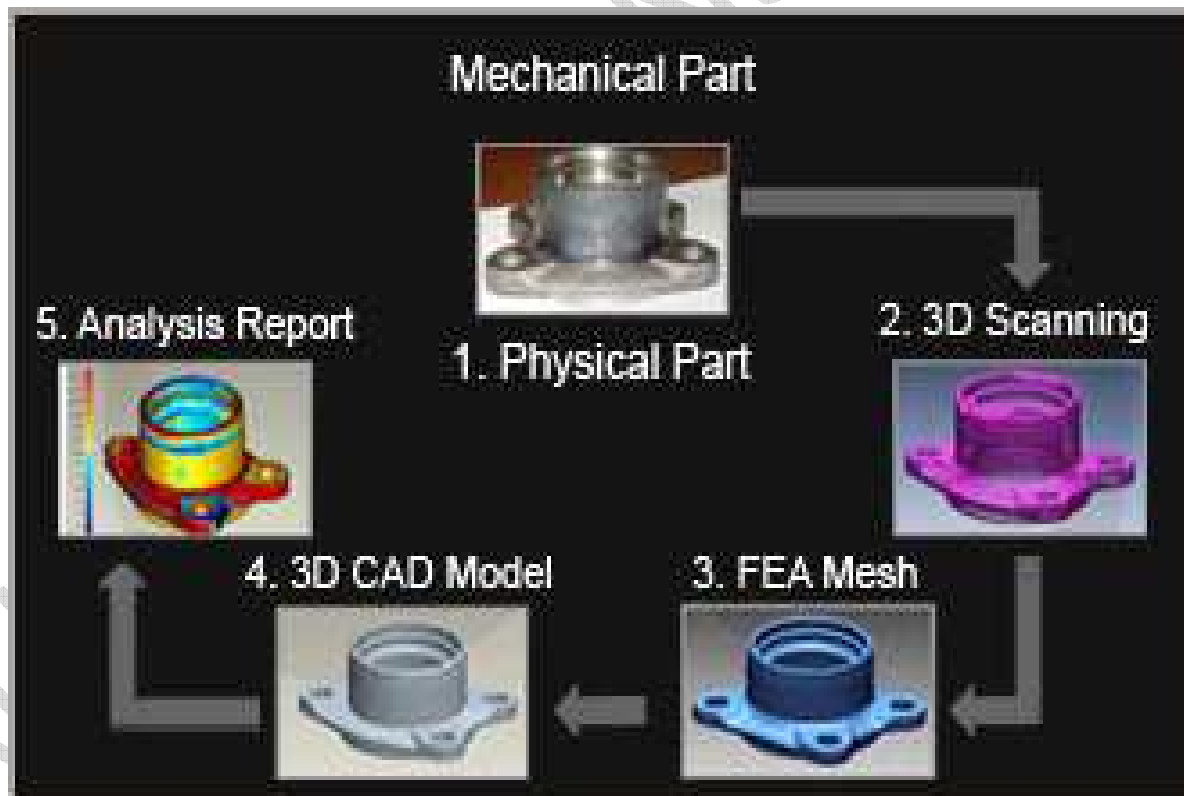 Mechanical Part
1. Physical Part
2. 3D Scanning
3. FEA Mesh
4. 3D CAD Model
5. Analysis Report